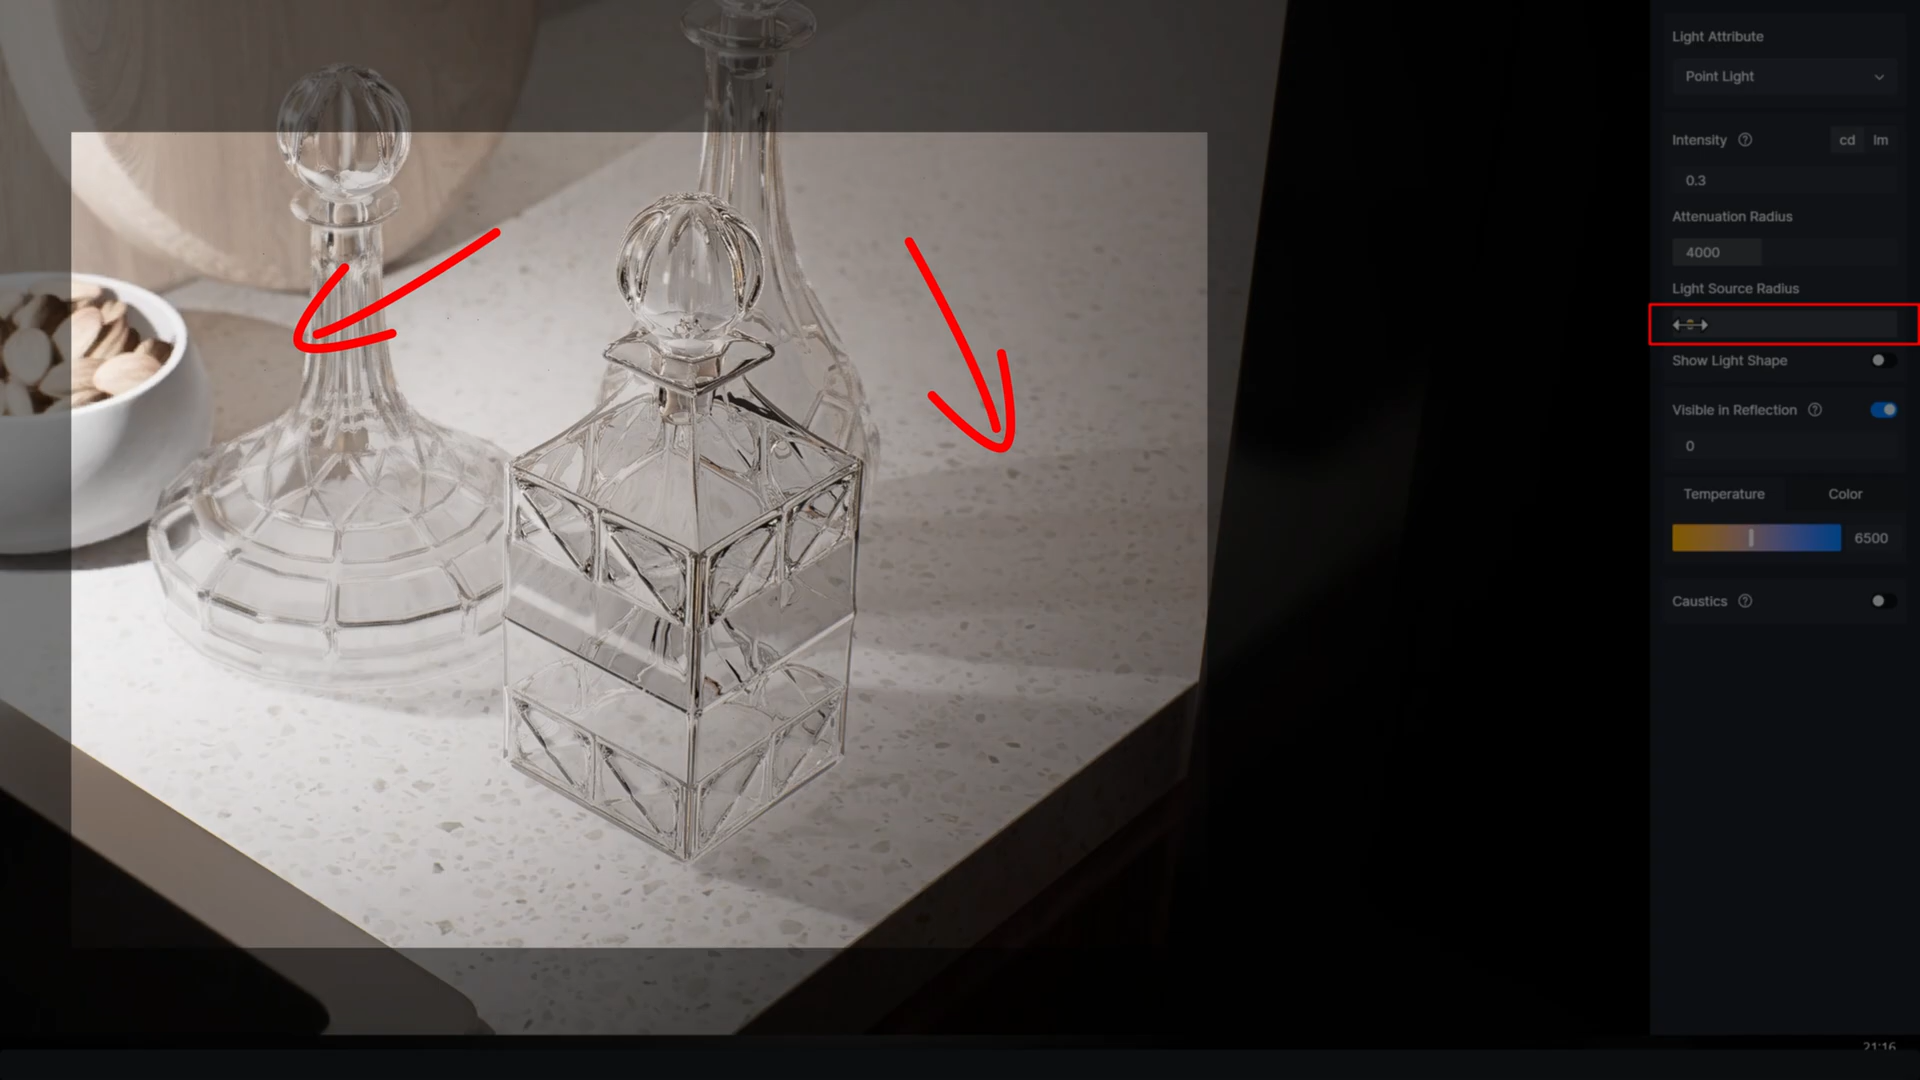 Light Attribute
Point Light
Intensity cd lm
0.3
Attenuation Radius
4000
Light Source Radius
Show Light Shape
Visible in Reflection
0
Temperature Color
6500
Caustics
21:16